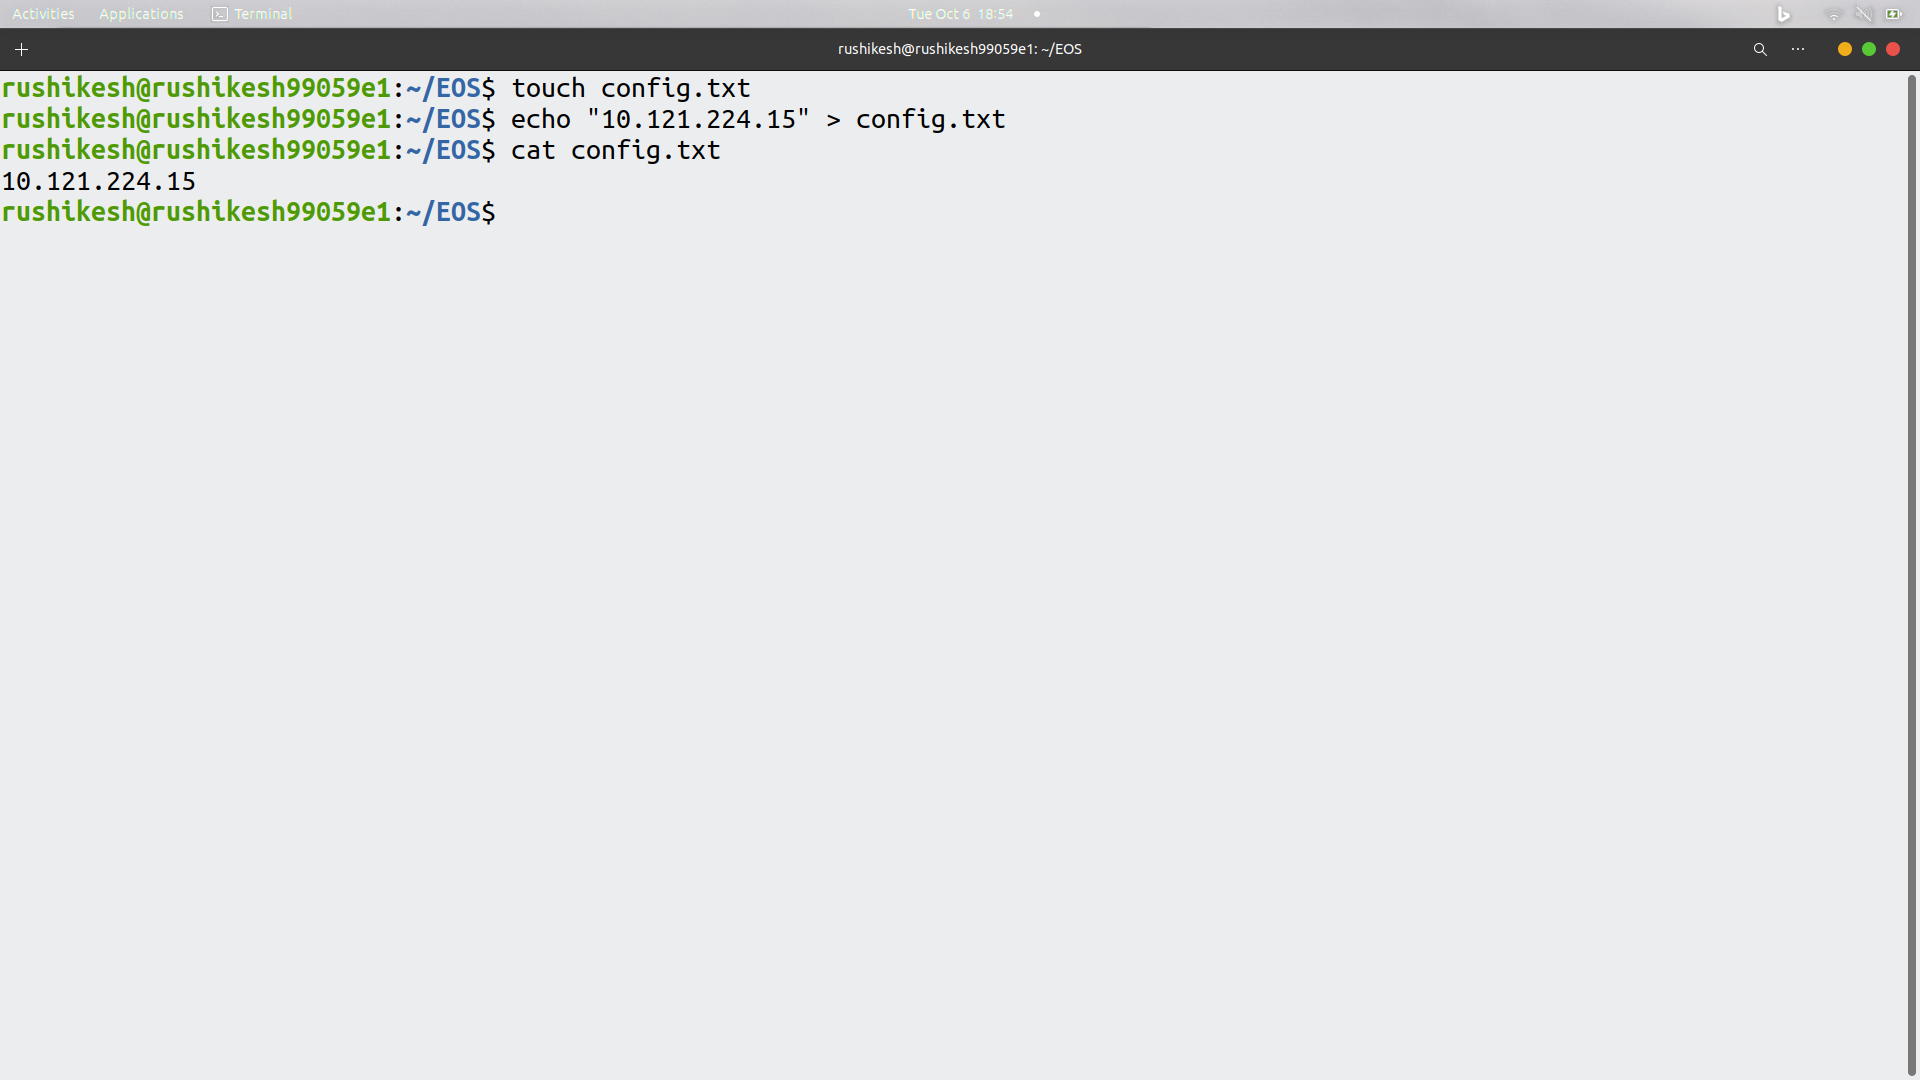 Activities Applications Terminal Tue Oct 6 18:54
rushikesh@rushikesh99059e1: ~/EOS
rushikesh@rushikesh99059e1:~/EOS$ touch config.txt
rushikesh@rushikesh99059e1:~/EOS$ echo "10.121.224.15" > config.txt
rushikesh@rushikesh99059e1:~/EOS$ cat config.txt
10.121.224.15
rushikesh@rushikesh99059e1:~/EOS$